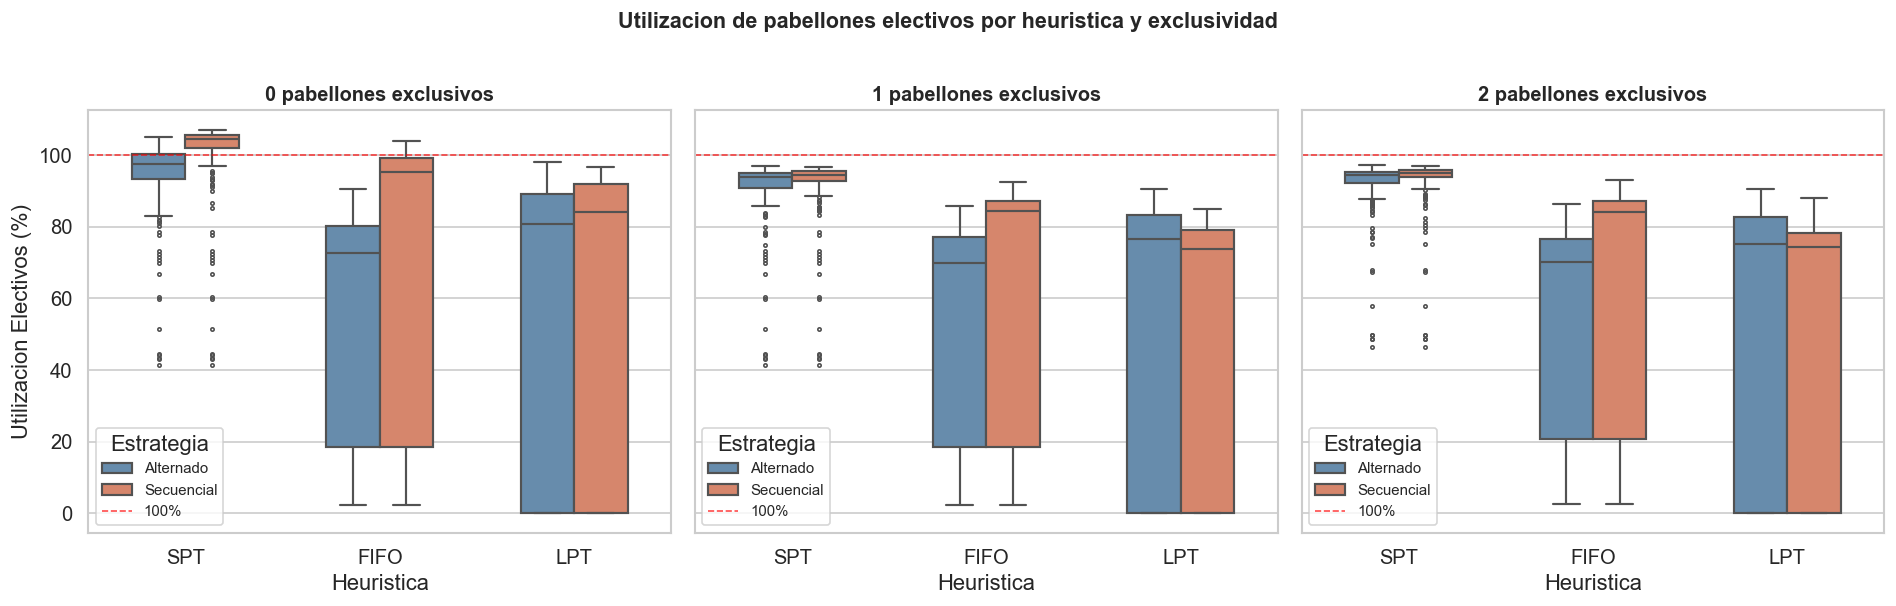 Utilizacion de pabellones electivos por heuristica y exclusividad
0 pabellones exclusivos
1 pabellones exclusivos
2 pabellones exclusivos
Utilizacion Electivos (%)
100
80
60
40
20
0
Estrategia
Alternado
Secuencial
100%
Estrategia
Alternado
Secuencial
100%
Estrategia
Alternado
Secuencial
100%
SPT FIFO LPT
SPT FIFO LPT
SPT FIFO LPT
Heuristica
Heuristica
Heuristica